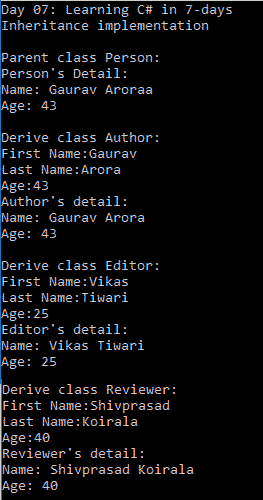 Day 07: Learning C# in 7-days
Inheritance implementation
Parent class Person:
Person's Detail:
Name: Gaurav Aroraa
Age: 43
Derive class Author:
First Name:Gaurav
Last Name:Arora
Age:43
Author's detail:
Name: Gaurav Arora
Age: 43
Derive class Editor:
First Name:Vikas
Last Name:Tiwari
Age:25
Editor's detail:
Name: Vikas Tiwari
Age: 25
Derive class Reviewer:
First Name:Shivprasad
Last Name:Koirala
Age:40
Reviewer's detail:
Name: Shivprasad Koirala
Age: 40